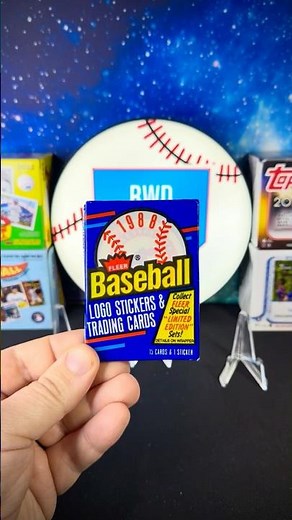 RWD
1988
FLEER ®
Baseball
LOGO STICKERS &
TRADING CARDS
Collect
FLEER
Special
"LIMITED
EDITION"
Sets!
DETAILS ON WRAPPER
15 CARDS & 1 STICKER
Topps